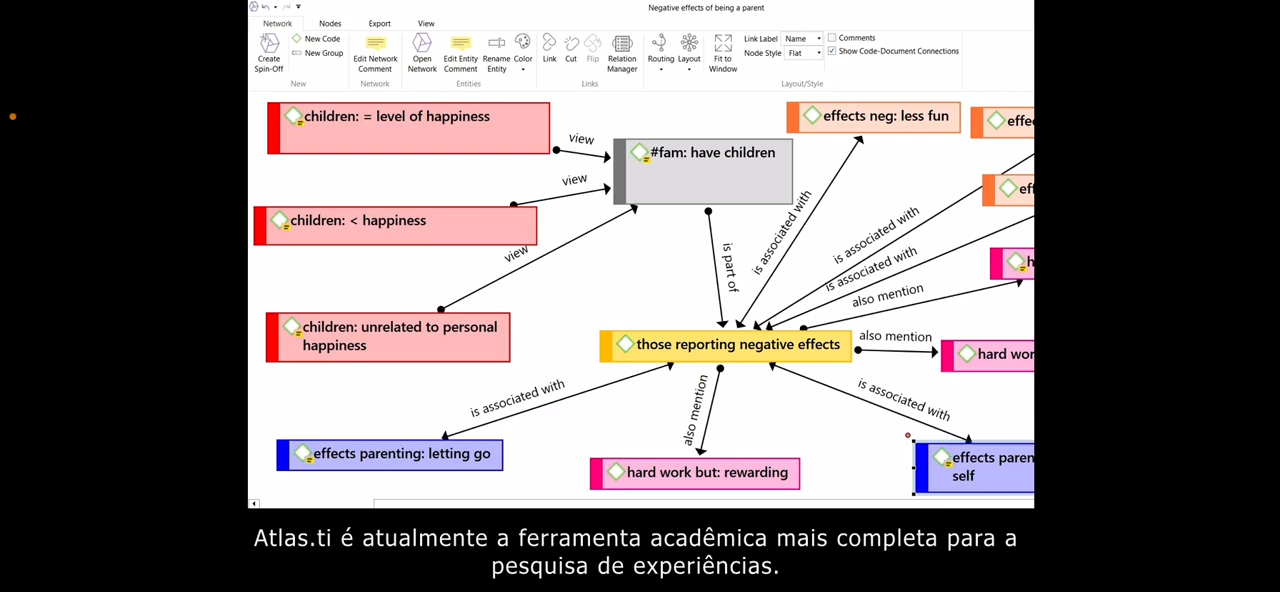 Negative effects of being a parent
Network Nodes Export View
Create Spin-Off
New Code
New Group
New
Edit Network Comment
Network
Open Network
Edit Entity Comment
Rename Entity
Color
Entities
Link
Cut
Flip
Relation Manager
Links
Routing
Layout
Fit to Window
Link Label Name
Node Style Flat
Comments
Show Code-Document Connections
Layout/Style
children: = level of happiness
view
#fam: have children
effects neg: less fun
view
children: < happiness
view
is part of
is associated with
is associated with
is associated with
also mention
children: unrelated to personal
happiness
those reporting negative effects
also mention
is associated with
also mention
is associated with
effects parenting: letting go
hard work but: rewarding
self
Atlas.ti é atualmente a ferramenta acadêmica mais completa para a
pesquisa de experiências.